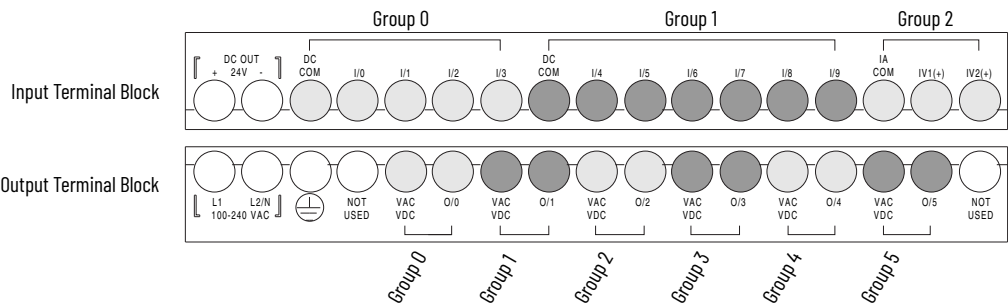 Group 0 Group 1 Group 2
DC OUT DC DC IA
+ 24V - COM I/0 I/1 I/2 I/3 COM I/4 I/5 I/6 I/7 I/8 I/9 COM IV1(+) IV2(+)
Input Terminal Block
Output Terminal Block
L1 L2/N NOT VAC O/0 VAC O/1 VAC O/2 VAC O/3 VAC O/4 VAC O/5 NOT
100-240 VAC USED VDC VDC VDC VDC VDC VDC USED
Group 0 Group 1 Group 2 Group 3 Group 4 Group 5